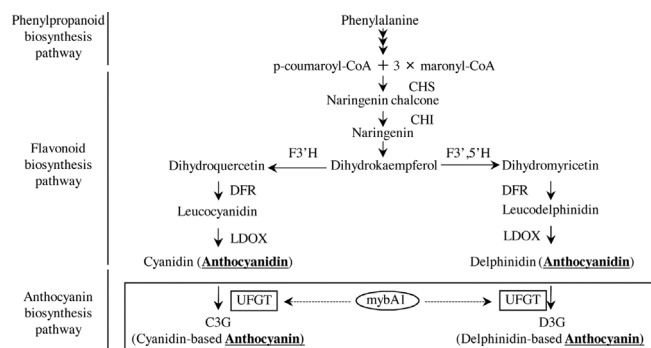 Phenylpropanoid
biosynthesis
pathway
Phenylalanine
p-coumaroyl-CoA + 3 × maronyl-CoA
CHS
Naringenin chalcone
CHI
Naringenin
Flavonoid
biosynthesis
pathway
F3'H
F3',5'H
Dihydroquercetin
Dihydrokaempferol
Dihydromyricetin
DFR
DFR
Leucocyanidin
Leucodelphinidin
LDOX
LDOX
Cyanidin (Anthocyanidin)
Delphinidin (Anthocyanidin)
Anthocyanin
biosynthesis
pathway
UFGT
mybA1
UFGT
C3G
D3G
(Cyanidin-based Anthocyanin)
(Delphinidin-based Anthocyanin)